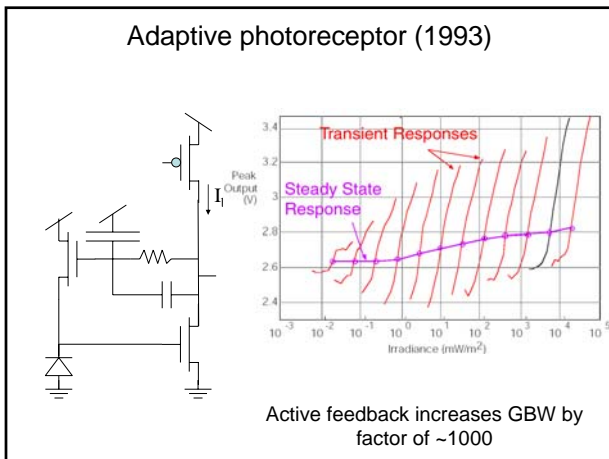 Adaptive photoreceptor (1993)
I₁
Peak
Output
(V)
3.4
3.2
2.8
2.6
2.4
Transient Responses
Steady State
Response
10⁻³ 10⁻² 10⁻¹ 10⁰ 10¹ 10² 10³ 10⁴ 10⁵
Irradiance (mW/m²)
Active feedback increases GBW by
factor of ~1000